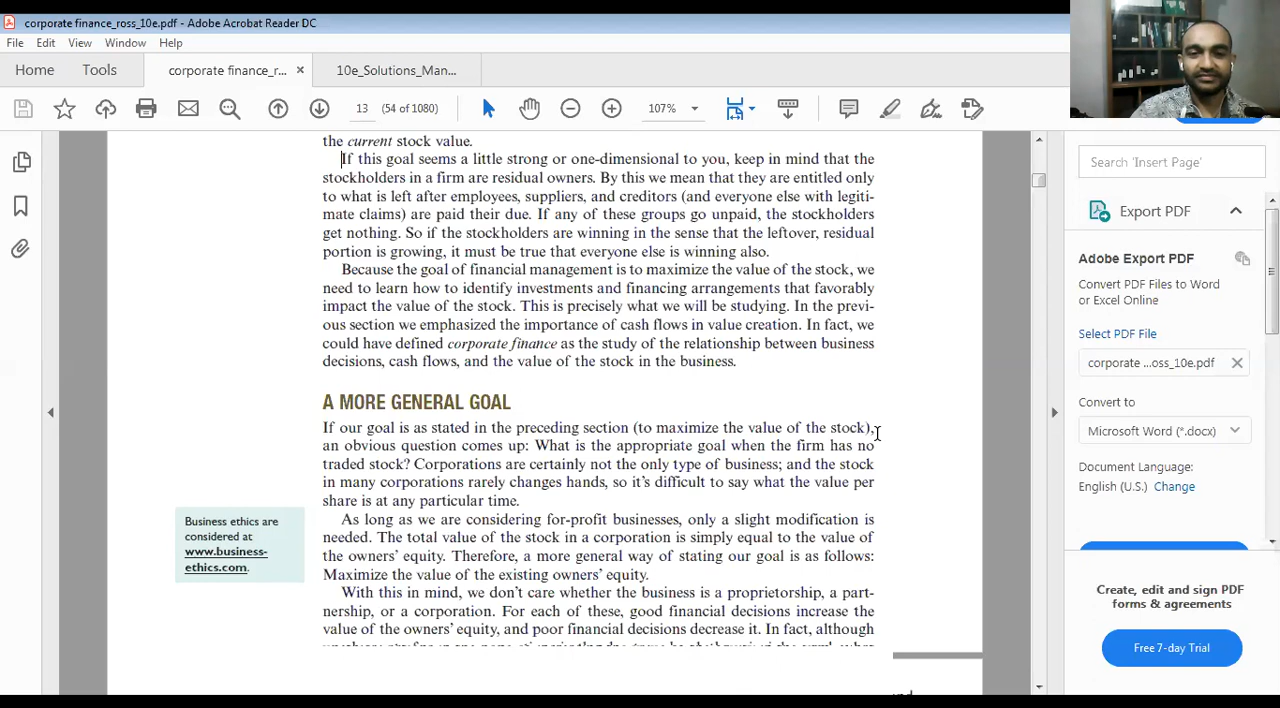 corporate finance_ross_10e.pdf - Adobe Acrobat Reader DC
File Edit View Window Help
Home Tools corporate finance_r... × 10e_Solutions_Man...
13 (54 of 1080) 107%
the current stock value.
If this goal seems a little strong or one-dimensional to you, keep in mind that the
stockholders in a firm are residual owners. By this we mean that they are entitled only
to what is left after employees, suppliers, and creditors (and everyone else with legiti-
mate claims) are paid their due. If any of these groups go unpaid, the stockholders
get nothing. So if the stockholders are winning in the sense that the leftover, residual
portion is growing, it must be true that everyone else is winning also.
Because the goal of financial management is to maximize the value of the stock, we
need to learn how to identify investments and financing arrangements that favorably
impact the value of the stock. This is precisely what we will be studying. In the previ-
ous section we emphasized the importance of cash flows in value creation. In fact, we
could have defined corporate finance as the study of the relationship between business
decisions, cash flows, and the value of the stock in the business.
A MORE GENERAL GOAL
If our goal is as stated in the preceding section (to maximize the value of the stock),
an obvious question comes up: What is the appropriate goal when the firm has no
traded stock? Corporations are certainly not the only type of business; and the stock
in many corporations rarely changes hands, so it's difficult to say what the value per
share is at any particular time.
As long as we are considering for-profit businesses, only a slight modification is
needed. The total value of the stock in a corporation is simply equal to the value of
the owners' equity. Therefore, a more general way of stating our goal is as follows:
Maximize the value of the existing owners' equity.
With this in mind, we don't care whether the business is a proprietorship, a part-
nership, or a corporation. For each of these, good financial decisions increase the
value of the owners' equity, and poor financial decisions decrease it. In fact, although
Business ethics are
considered at
www.business-
ethics.com.
Search 'Insert Page'
Export PDF
Adobe Export PDF
Convert PDF Files to Word
or Excel Online
Select PDF File
corporate ...oss_10e.pdf
Convert to
Microsoft Word (*.docx)
Document Language:
English (U.S.) Change
Create, edit and sign PDF
forms & agreements
Free 7-day Trial